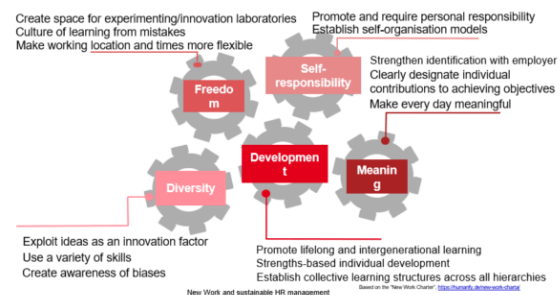 Create space for experimenting/innovation laboratories
Culture of learning from mistakes
Make working location and times more flexible
Promote and require personal responsibility
Establish self-organisation models
Strengthen identification with employer
Clearly designate individual
contributions to achieving objectives
Make every day meaningful
Freedo
m
Self-
responsibility
Diversity
Developmen
t
Meanin
g
Exploit ideas as an innovation factor
Use a variety of skills
Create awareness of biases
Promote lifelong and intergenerational learning
Strengths-based individual development
Establish collective learning structures across all hierarchies
Based on the "New Work Charter", https://humanfy.de/new-work-charta/
New Work and sustainable HR management